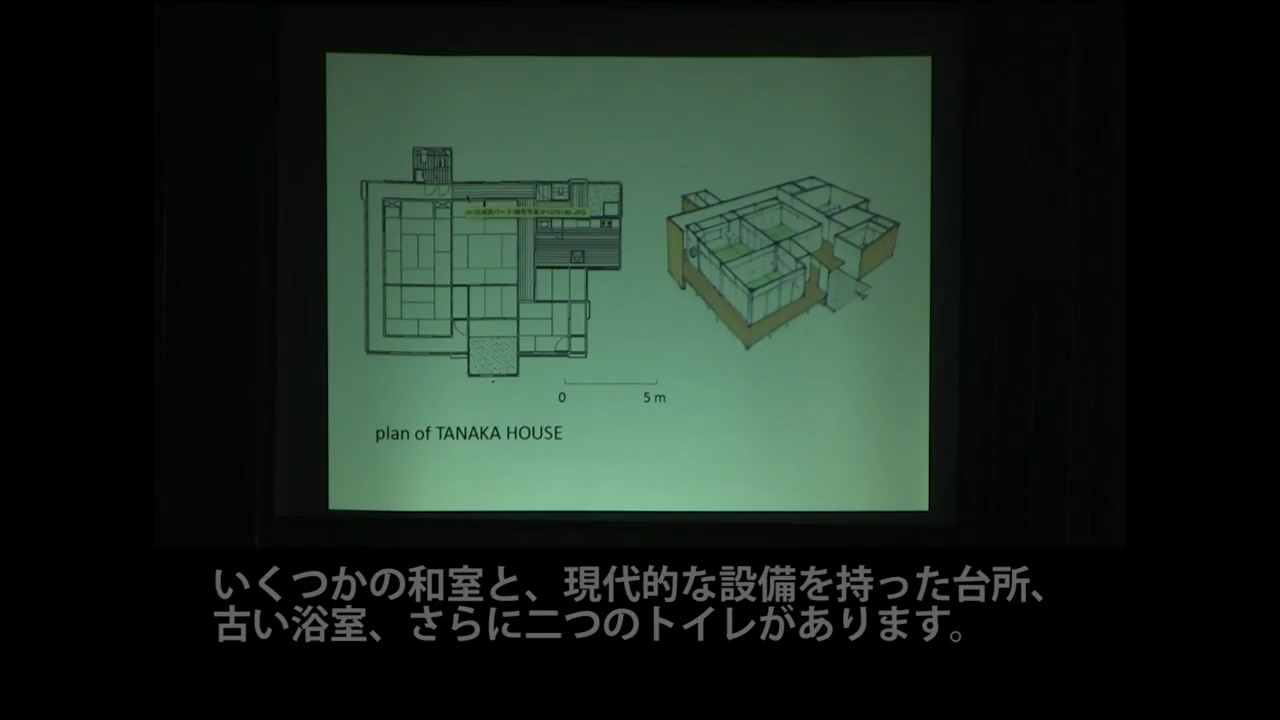 0
5 m
plan of TANAKA HOUSE
いくつかの和室と、現代的な設備を持った台所、
古い浴室、さらに二つのトイレがあります。